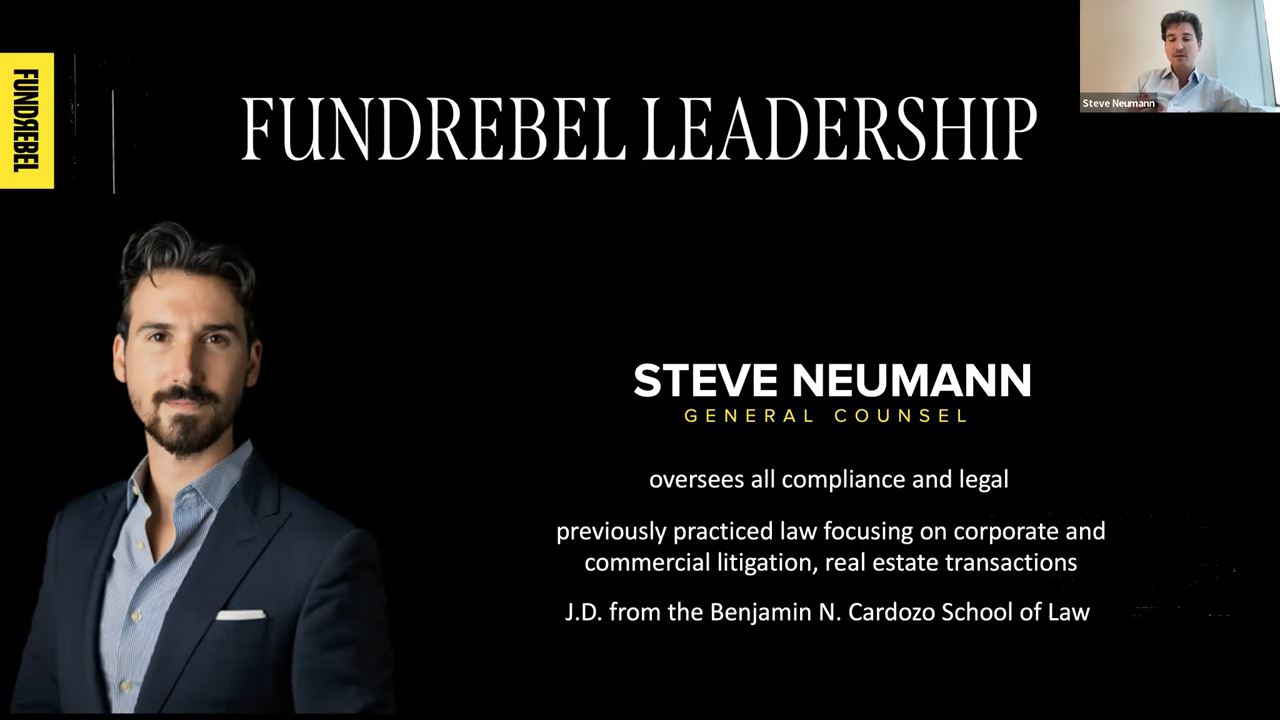 FUNDREBEL
FUNDREBEL LEADERSHIP
Steve Neumann
STEVE NEUMANN
GENERAL COUNSEL
oversees all compliance and legal
previously practiced law focusing on corporate and
commercial litigation, real estate transactions
J.D. from the Benjamin N. Cardozo School of Law